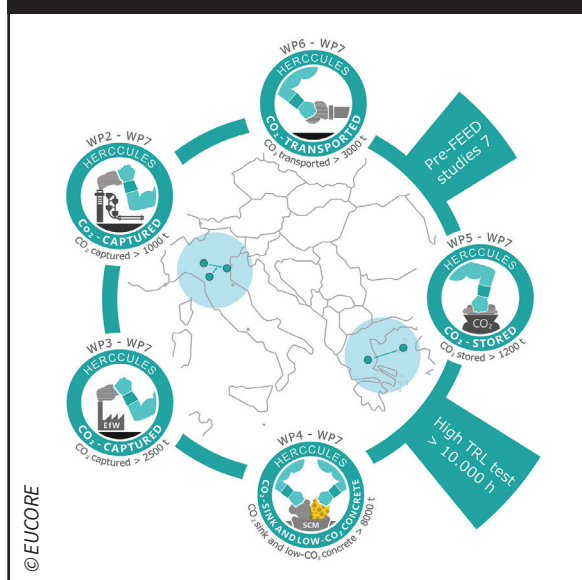 WP6 - WP7
HERCCULES
CO₂-TRANSPORTED
CO₂ transported > 3000 t
Pre-FEED
studies 7
WP2 - WP7
HERCCULES
CO₂-CAPTURED
CO₂ captured > 1000 t
WP5 - WP7
HERCCULES
CO₂
CO₂-STORED
CO₂ stored > 1200 t
WP3 - WP7
HERCCULES
EfW
CO₂-CAPTURED
CO₂ captured > 2500 t
WP4 - WP7
HERCCULES
SCM
CO₂-SINK AND LOW-CO₂ CONCRETE
CO₂ sink and low-CO₂ concrete > 8000 t
High TRL test
> 10.000 h
© EUCORE